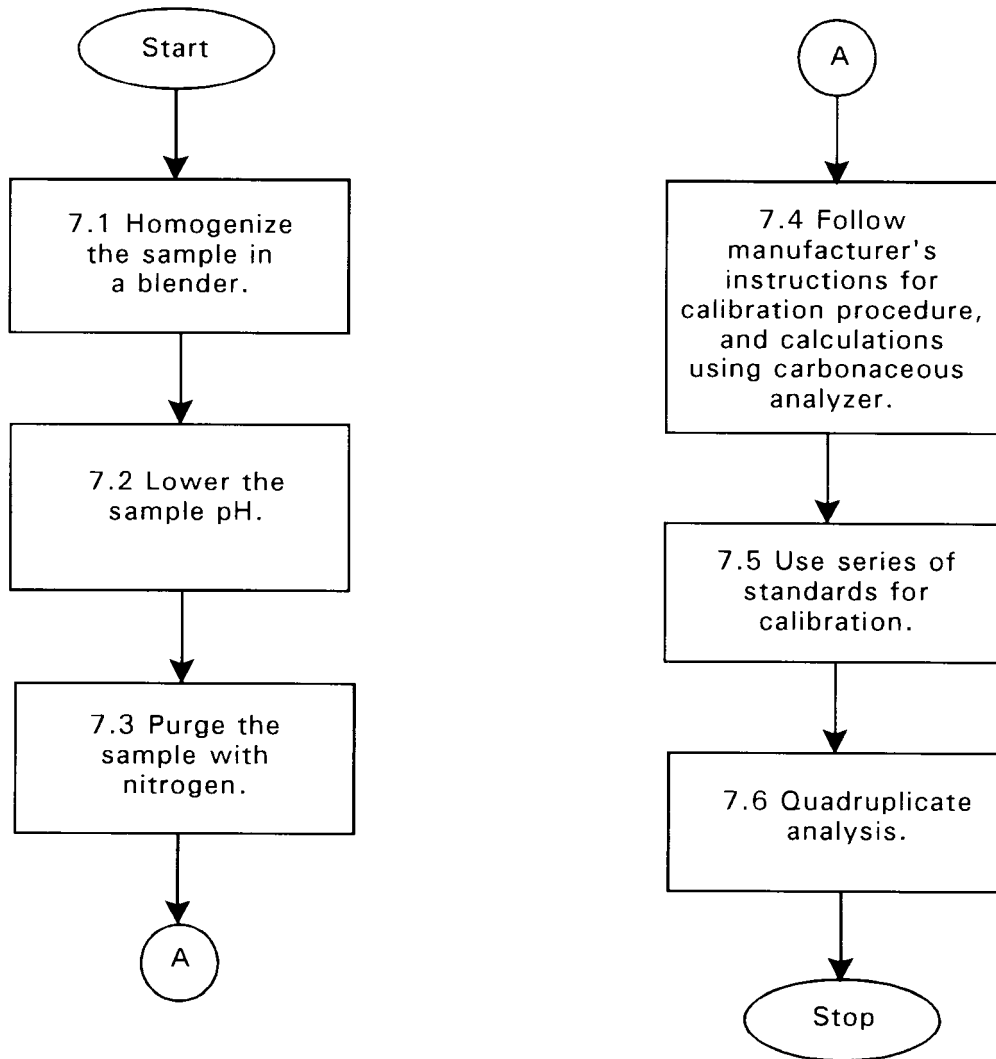 Start
7.1 Homogenize
the sample in
a blender.
7.2 Lower the
sample pH.
7.3 Purge the
sample with
nitrogen.
A
A
7.4 Follow
manufacturer's
instructions for
calibration procedure,
and calculations
using carbonaceous
analyzer.
7.5 Use series of
standards for
calibration.
7.6 Quadruplicate
analysis.
Stop